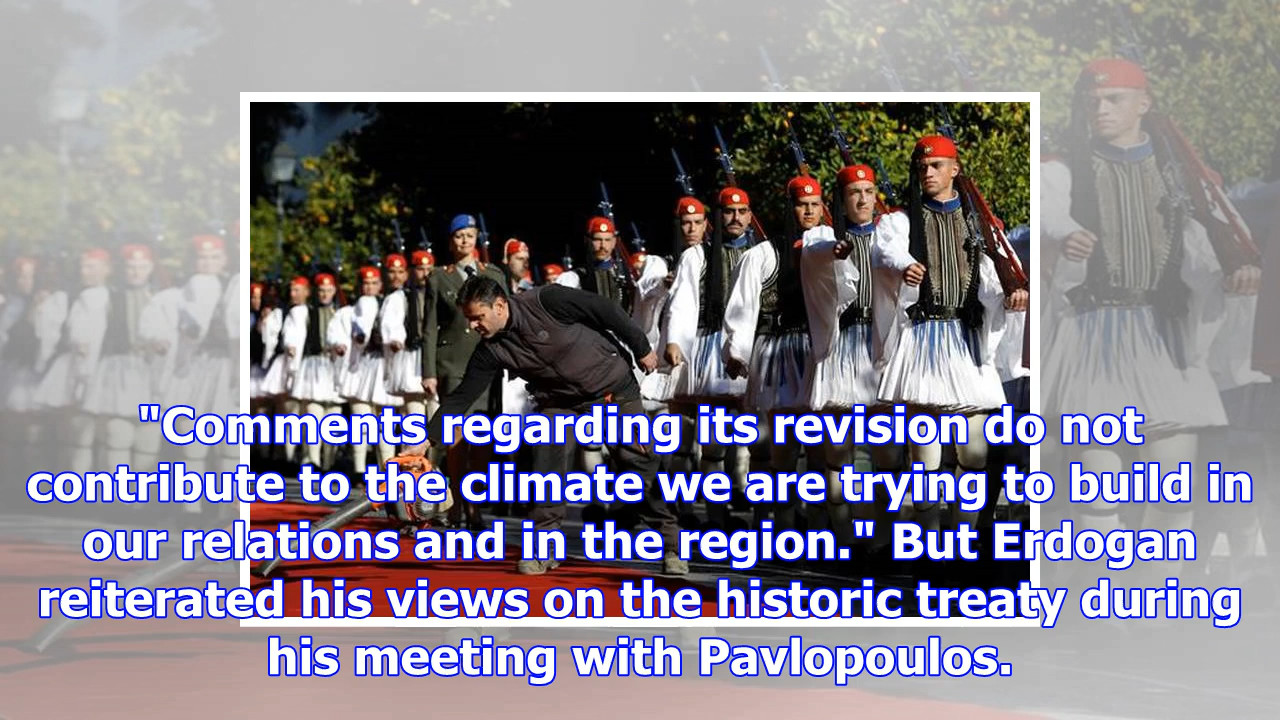 "Comments regarding its revision do not
contribute to the climate we are trying to build in
our relations and in the region." But Erdogan
reiterated his views on the historic treaty during
his meeting with Pavlopoulos.